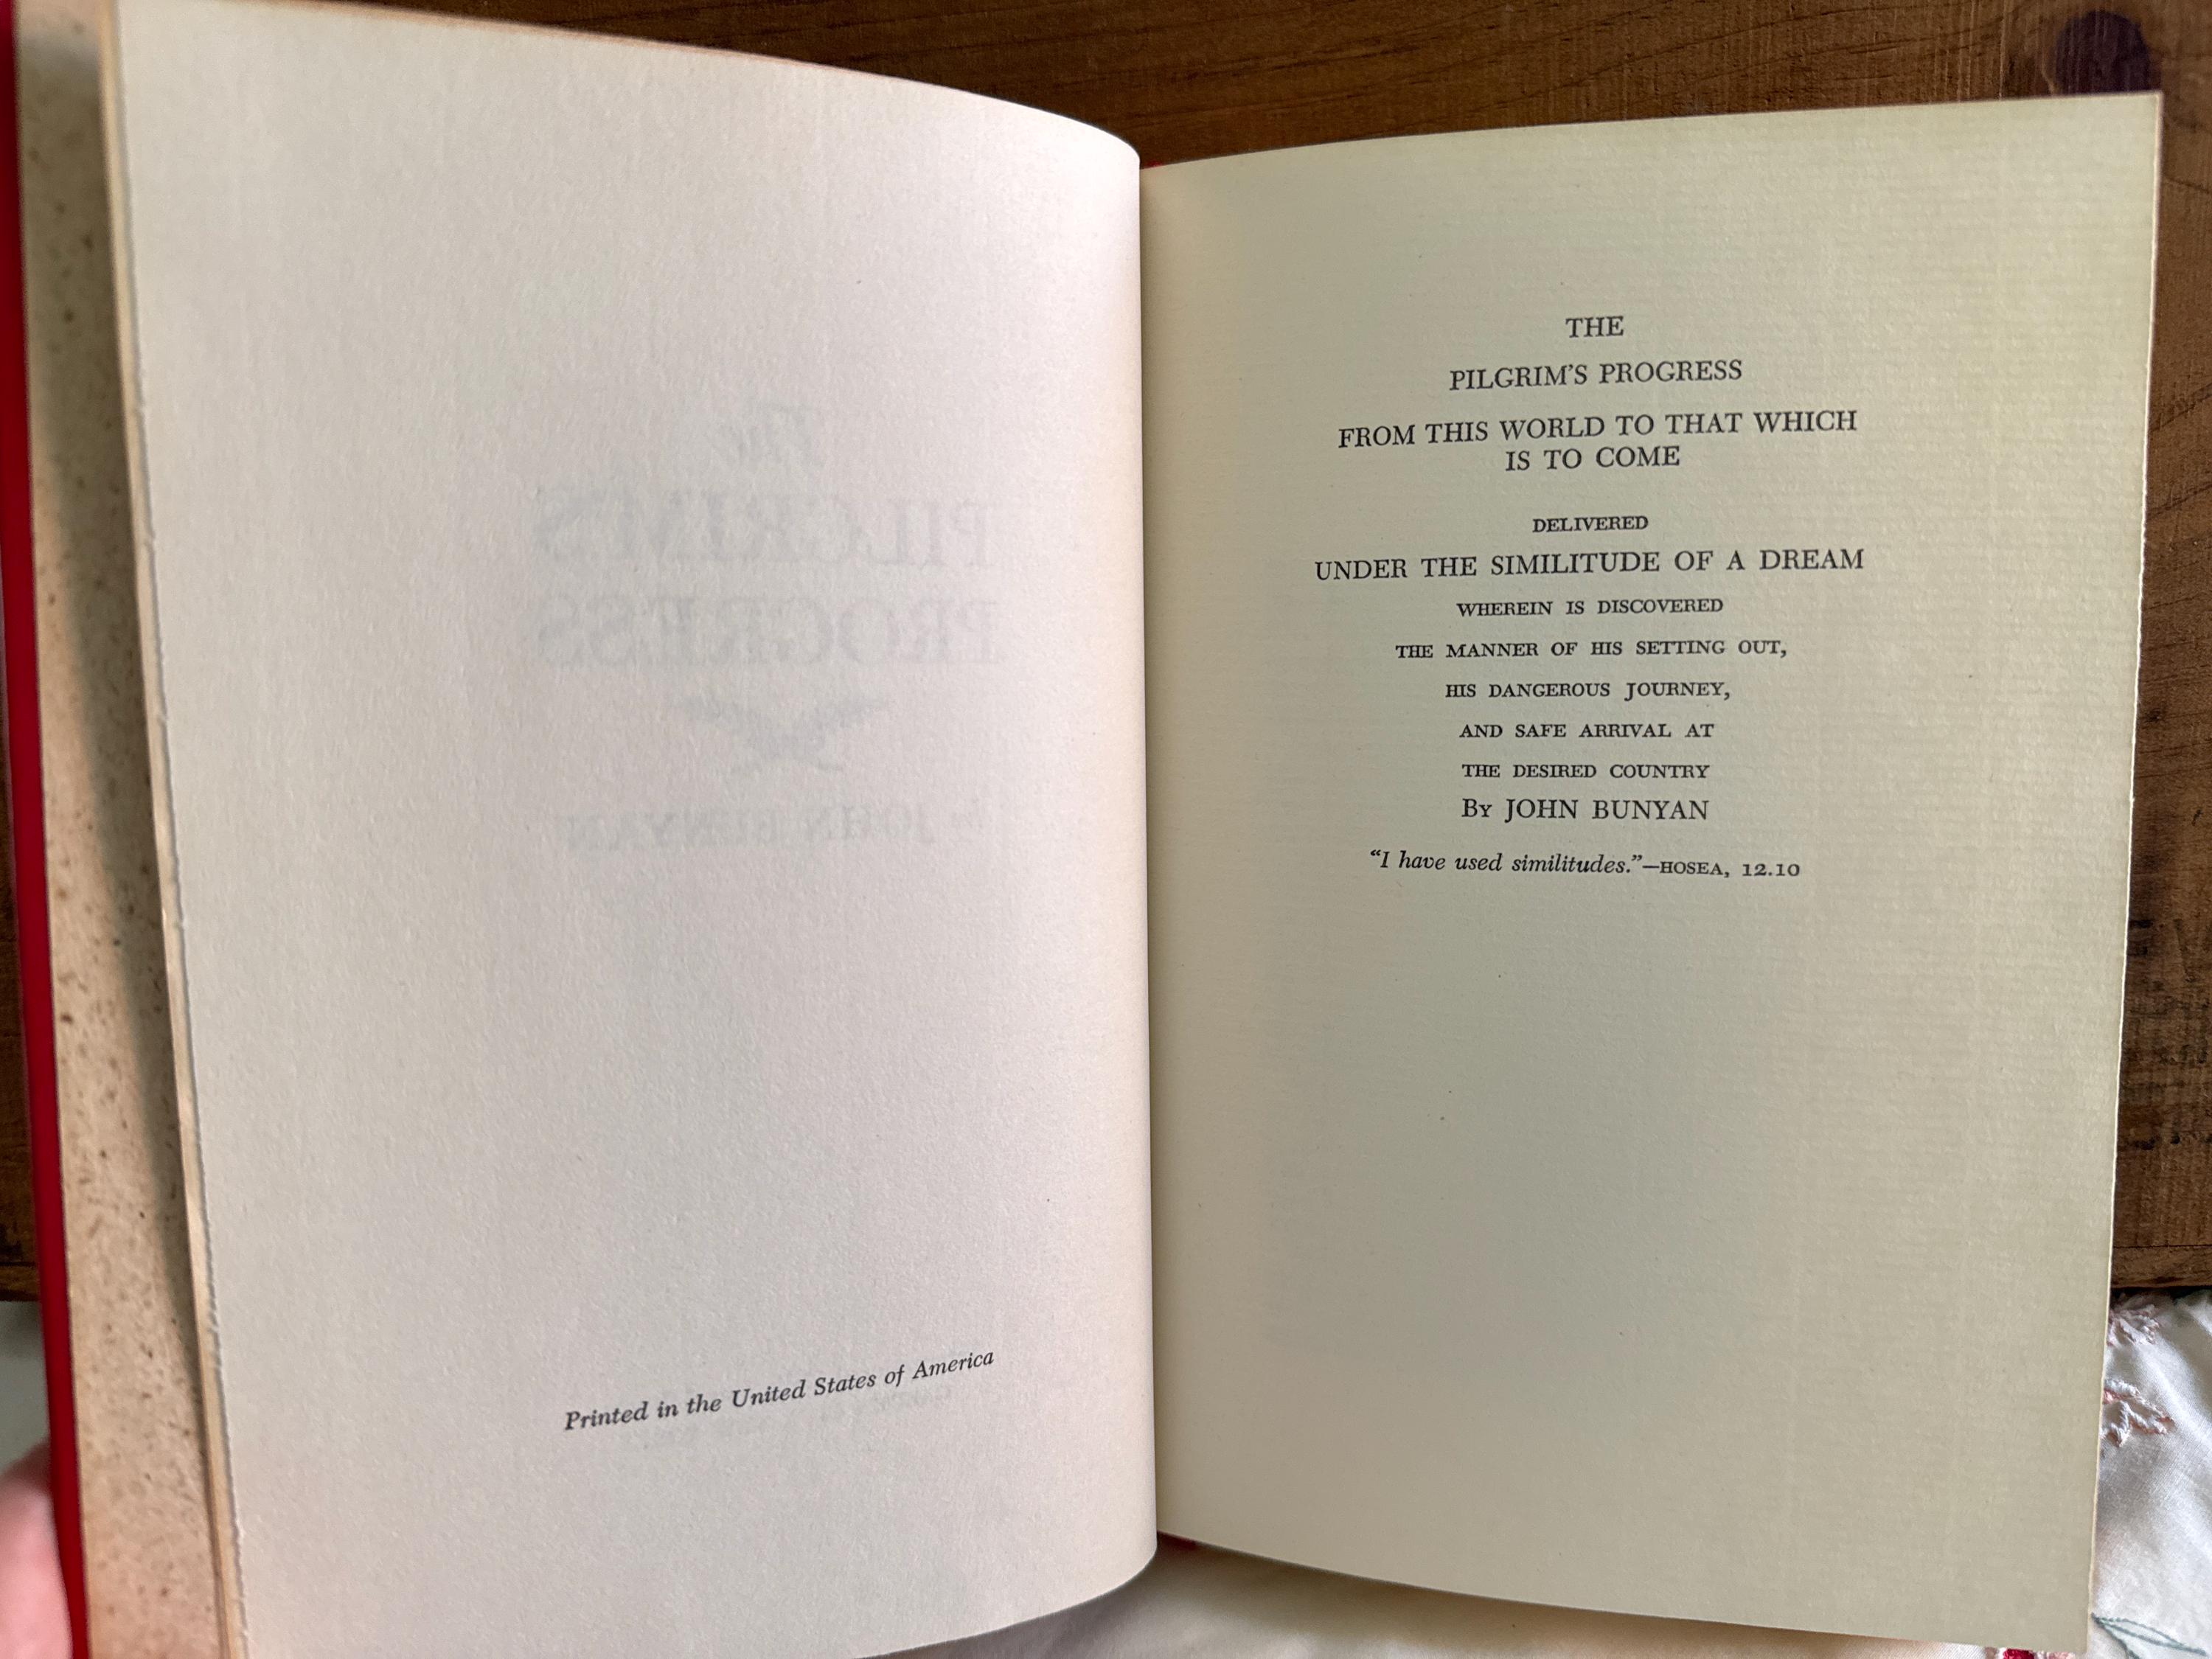 Printed in the United States of America
THE
PILGRIM'S PROGRESS
FROM THIS WORLD TO THAT WHICH
IS TO COME
DELIVERED
UNDER THE SIMILITUDE OF A DREAM
WHEREIN IS DISCOVERED
THE MANNER OF HIS SETTING OUT,
HIS DANGEROUS JOURNEY,
AND SAFE ARRIVAL AT
THE DESIRED COUNTRY
By JOHN BUNYAN
“I have used similitudes.”—HOSEA, 12.10